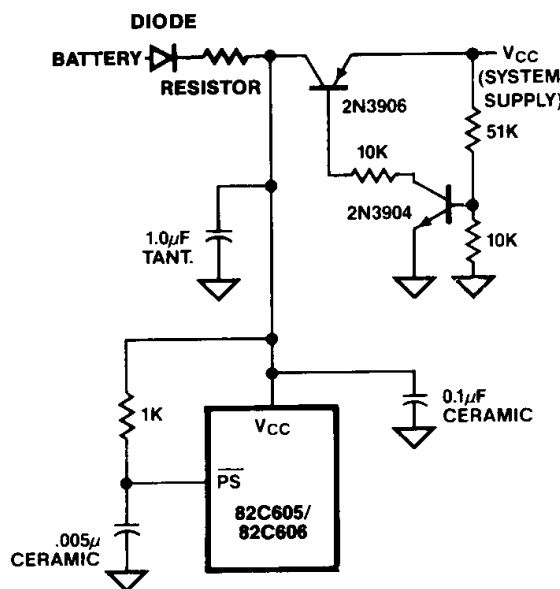 DIODE
BATTERY
RESISTOR
VCC
(SYSTEM
SUPPLY)
2N3906
51K
10K
2N3904
10K
1.0µF
TANT.
1K
VCC
0.1µF
CERAMIC
PS
82C605/
82C606
.005µ
CERAMIC